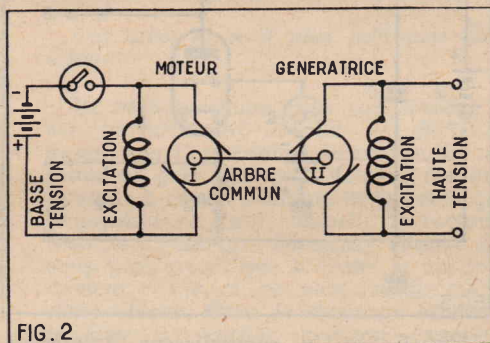 MOTEUR
GENERATRICE
-
+
BASSE
TENSION
EXCITATION
I
ARBRE
COMMUN
II
EXCITATION
HAUTE
TENSION
FIG. 2